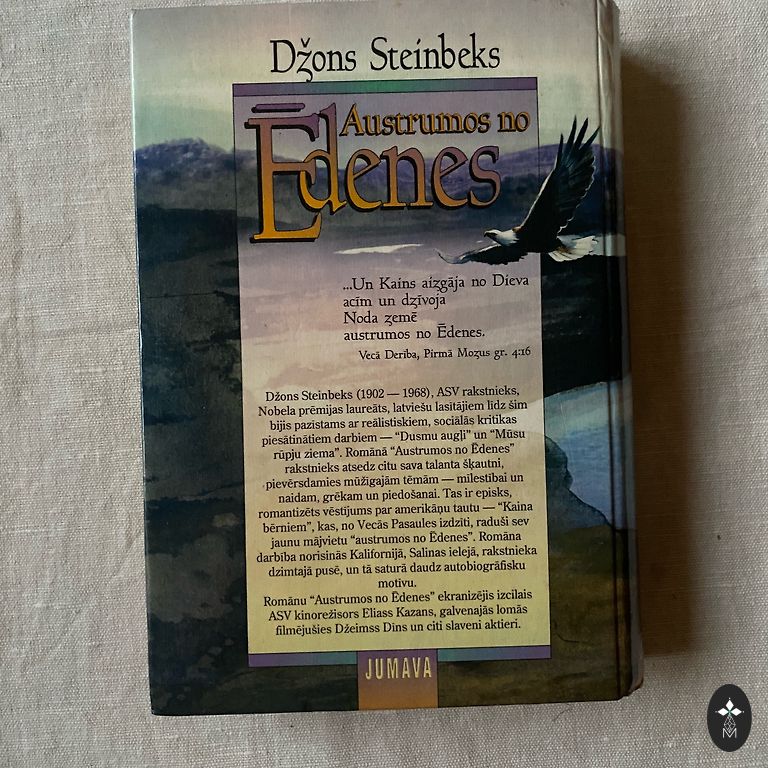 Džons Steinbeks
Austrumos no
Ēdenes
...Un Kains aizgāja no Dieva
acīm un dzīvoja
Noda zemē
austrumos no Ēdenes.
Vecā Derība, Pirmā Mozus gr. 4:16
Džons Steinbeks (1902 — 1968), ASV rakstnieks,
Nobela prēmijas laureāts, latviešu lasītājiem līdz šim
bijis pazīstams ar reālistiskiem, sociālās kritikas
piesātinātiem darbiem — “Dusmu augļi” un “Mūsu
rūpju ziema”. Romānā “Austrumos no Ēdenes”
rakstnieks atsedz citu sava talanta šķautni,
pievērsdamies mūžīgajām tēmām — mīlestībai un
naidam, grēkam un piedošanai. Tas ir episks,
romantizēts vēstījums par amerikāņu tautu — “Kaina
bērniem”, kas, no Vecās Pasaules izdzīti, raduši sev
jaunu mājvietu “austrumos no Ēdenes”. Romāna
darbība norisinās Kalifornijā, Salinas ielejā, rakstnieka
dzimtajā pusē, un tā saturā daudz autobiogrāfisku
motīvu.
Romānu “Austrumos no Ēdenes” ekranizējis izcilais
ASV kinorežisors Eliass Kazans, galvenajās lomās
filmējušies Džeimss Dīns un citi slaveni aktieri.
JUMAVA
M